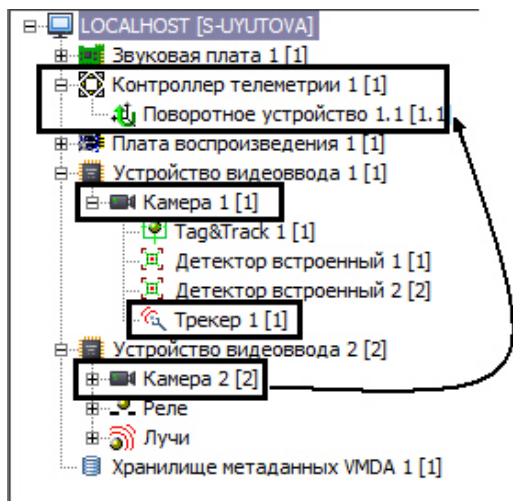 LOCALHOST [S-UYUTOVA]
Звуковая плата 1 [1]
Контроллер телеметрии 1 [1]
Поворотное устройство 1.1 [1.1
Плата воспроизведения 1 [1]
Устройство видеоввода 1 [1]
Камера 1 [1]
Tag&Track 1 [1]
Детектор встроенный 1 [1]
Детектор встроенный 2 [2]
Трекер 1 [1]
Устройство видеоввода 2 [2]
Камера 2 [2]
Реле
Лучи
Хранилище метаданных VMDA 1 [1]